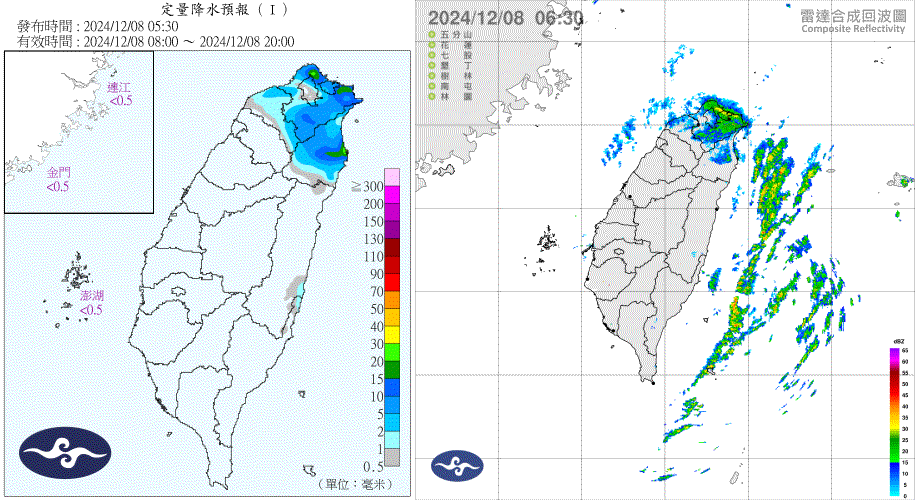 定量降水預報（Ⅰ）
發布時間：2024/12/08 05:30
有效時間：2024/12/08 08:00 ～ 2024/12/08 20:00
連江
<0.5
金門
<0.5
澎湖
<0.5
≧ 300
200
150
130
110
90
70
50
40
30
20
15
10
5
2
1
0.5
（單位：毫米）
2024/12/08 06:30
雷達合成回波圖
Composite Reflectivity
五分山
花蓮
七股
墾丁
樹林
南屯
林園
dBZ
65
60
55
50
45
40
35
30
25
20
15
10
5
0